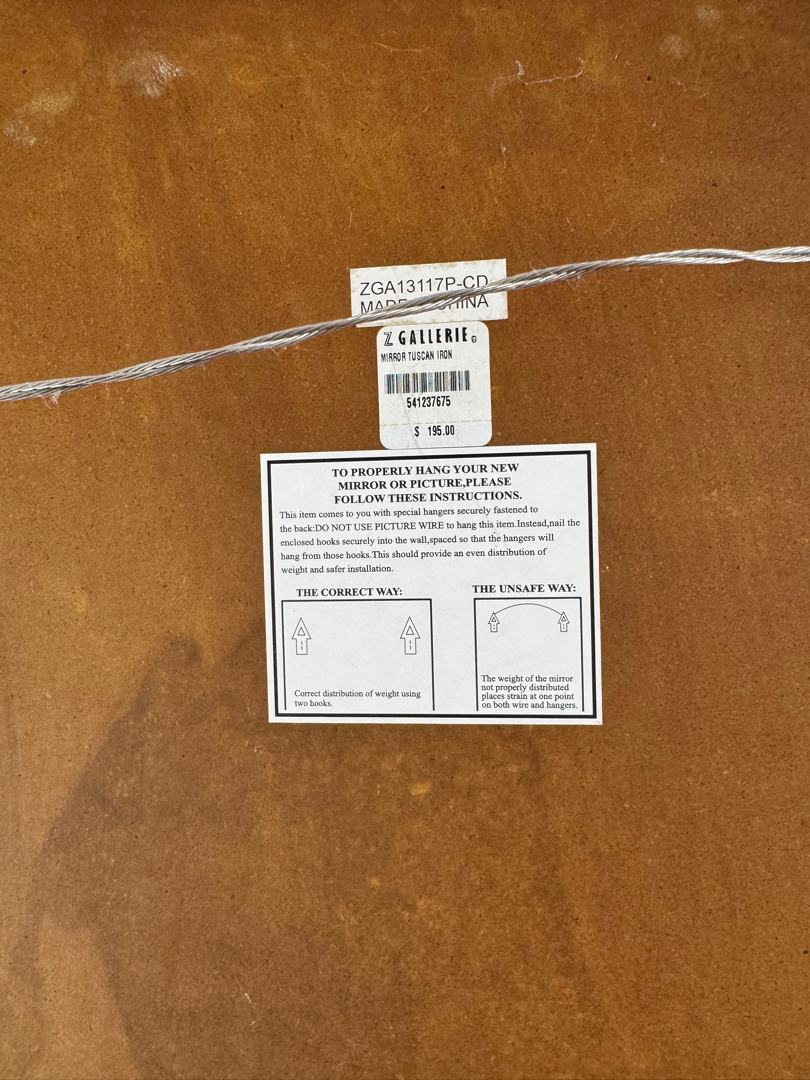 ZGA13117P-CD
MADE CHINA
Z GALLERIE
MIRROR TUSCAN IRON
541237675
$ 195.00
TO PROPERLY HANG YOUR NEW
MIRROR OR PICTURE,PLEASE
FOLLOW THESE INSTRUCTIONS.
This item comes to you with special hangers securely fastened to
the back:DO NOT USE PICTURE WIRE to hang this item.Instead,nail the
enclosed hooks securely into the wall,spaced so that the hangers will
hang from those hooks.This should provide an even distribution of
weight and safer installation.
THE CORRECT WAY:
Correct distribution of weight using
two hooks.
THE UNSAFE WAY:
The weight of the mirror
not properly distributed
places strain at one point
on both wire and hangers.